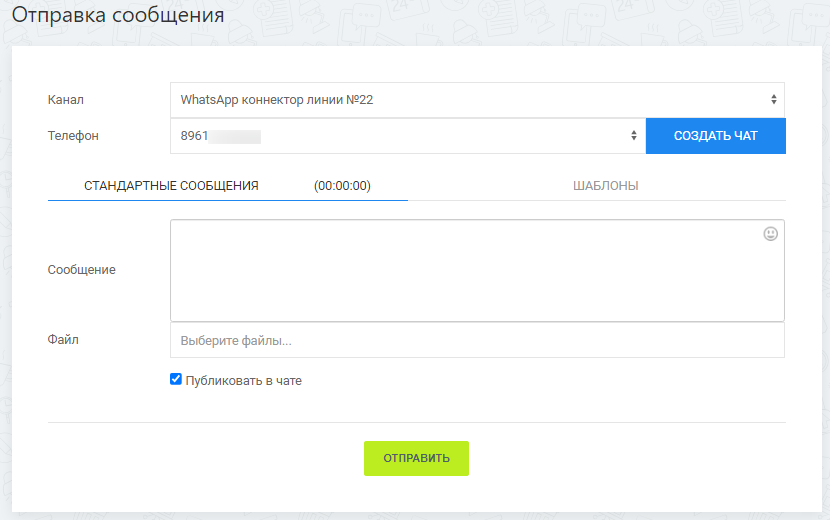 Отправка сообщения
Канал WhatsApp коннектор линии №22
Телефон 8961 СОЗДАТЬ ЧАТ
СТАНДАРТНЫЕ СООБЩЕНИЯ (00:00:00) ШАБЛОНЫ
Сообщение
Файл Выберите файлы...
Публиковать в чате
ОТПРАВИТЬ